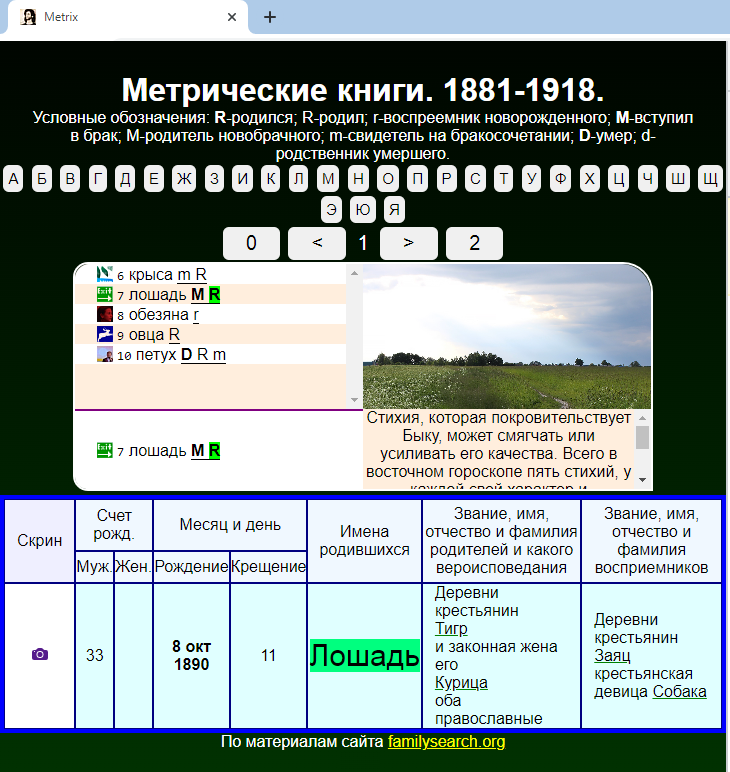 Metrix
Метрические книги. 1881-1918.
Условные обозначения: R-родился; R-родил; r-воспреемник новорожденного; M-вступил
в брак; M-родитель новобрачного; m-свидетель на бракосочетании; D-умер; d-
родственник умершего.
А Б В Г Д Е Ж З И К Л М Н О П Р С Т У Ф Х Ц Ч Ш Щ
Э Ю Я
0 < 1 > 2
6 крыса m R
7 лошадь M R
8 обезяна r
9 овца R
10 петух D R m
7 лошадь M R
Стихия, которая покровительствует
Быку, может смягчать или
усиливать его качества. Всего в
восточном гороскопе пять стихий, у
каждой свой характер и
Скрин
Счет
рожд.
Муж. Жен.
Месяц и день
Рождение Крещение
Имена
родившихся
Звание, имя,
отчество и фамилия
родителей и какого
вероисповедания
Звание, имя,
отчество и
фамилия
восприемников
33
8 окт
1890
11
Лошадь
Деревни
крестьянин
Тигр
и законная жена
его
Курица
оба
православные
Деревни
крестьянин
Заяц
крестьянская
девица Собака
По материалам сайта familysearch.org